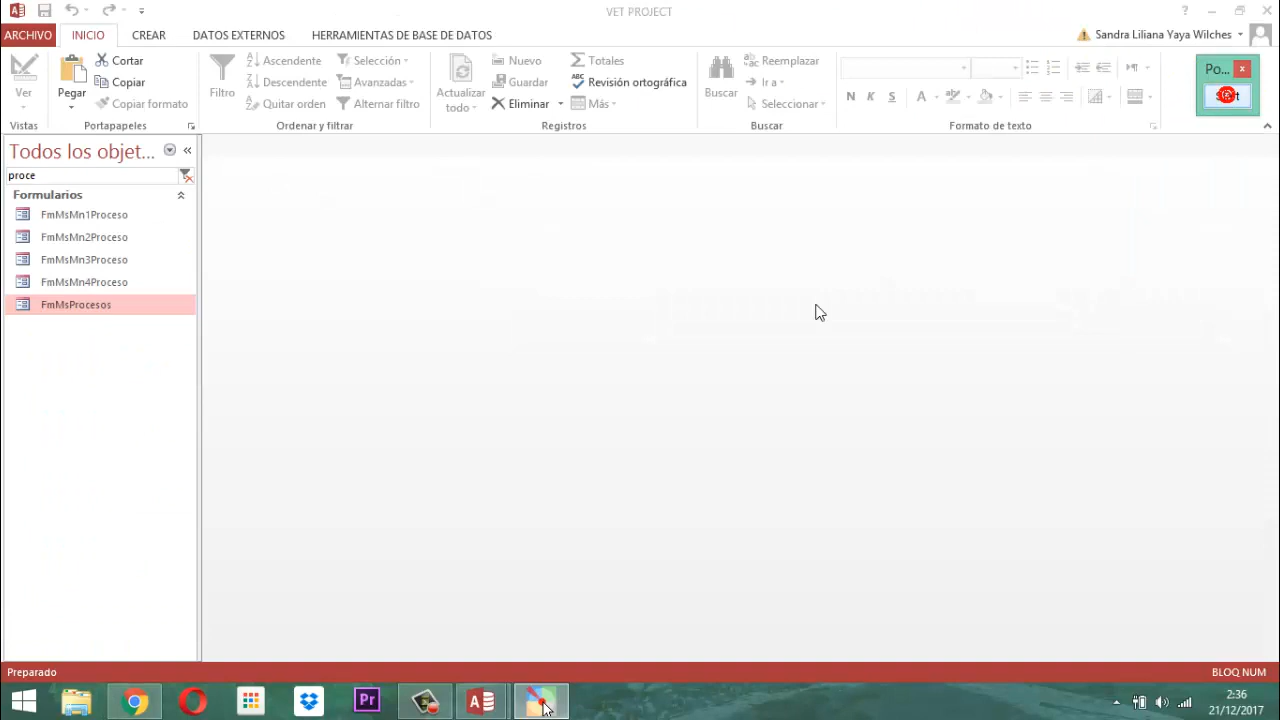 VET PROJECT
?
ARCHIVO INICIO CREAR DATOS EXTERNOS HERRAMIENTAS DE BASE DE DATOS Sandra Liliana Yaya Wilches
Ver
Vistas
Pegar
Cortar
Copiar
Copiar formato
Portapapeles
Filtro
Ascendente
Descendente
Quitar orden
Selección
Avanzadas
Alternar filtro
Ordenar y filtrar
Actualizar
todo
Nuevo
Guardar
Eliminar
Totales
Revisión ortográfica
Más
Registros
Buscar
Reemplazar
Ir a
Seleccionar
Buscar
N K S A
Formato de texto
Po... x
Todos los objet... «
proce
Formularios
FmMsMn1Proceso
FmMsMn2Proceso
FmMsMn3Proceso
FmMsMn4Proceso
FmMsProcesos
Preparado BLOQ NUM
Pr
2:36
21/12/2017